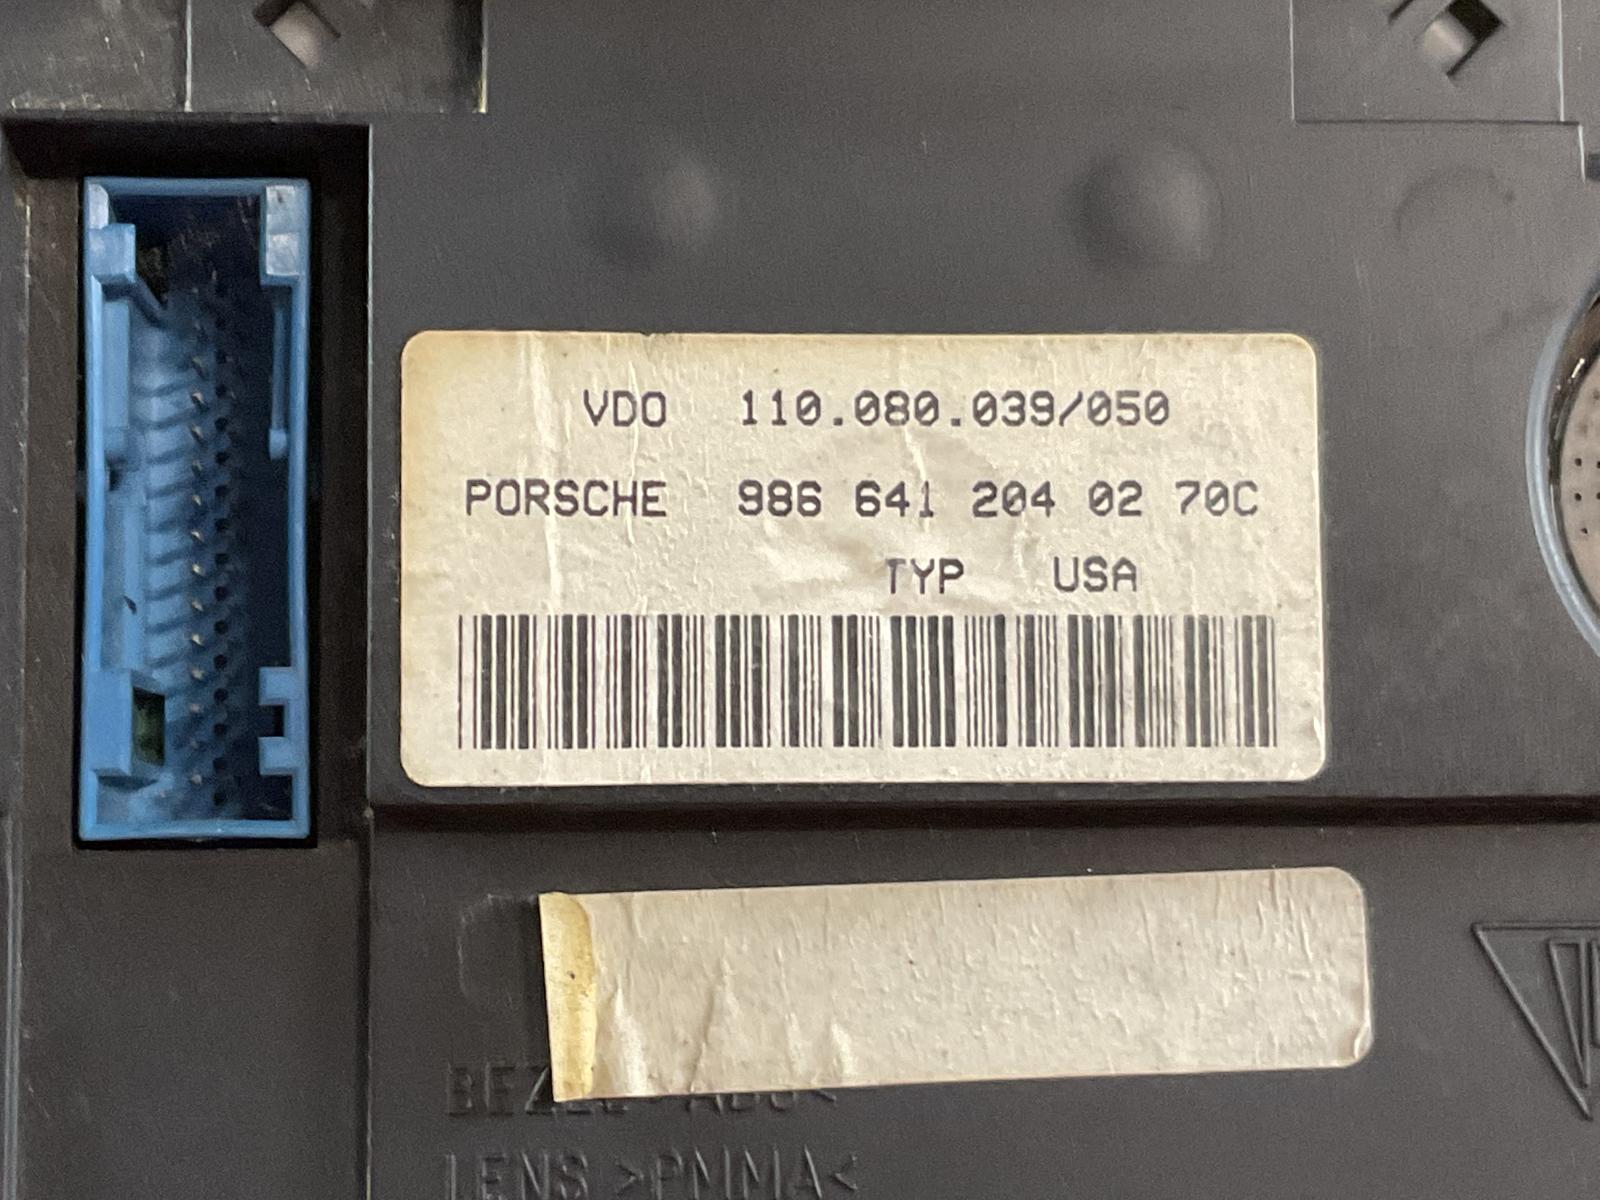 VDO 110.080.039/050
PORSCHE 986 641 204 02 70C
TYP USA
LENS >PMMA<